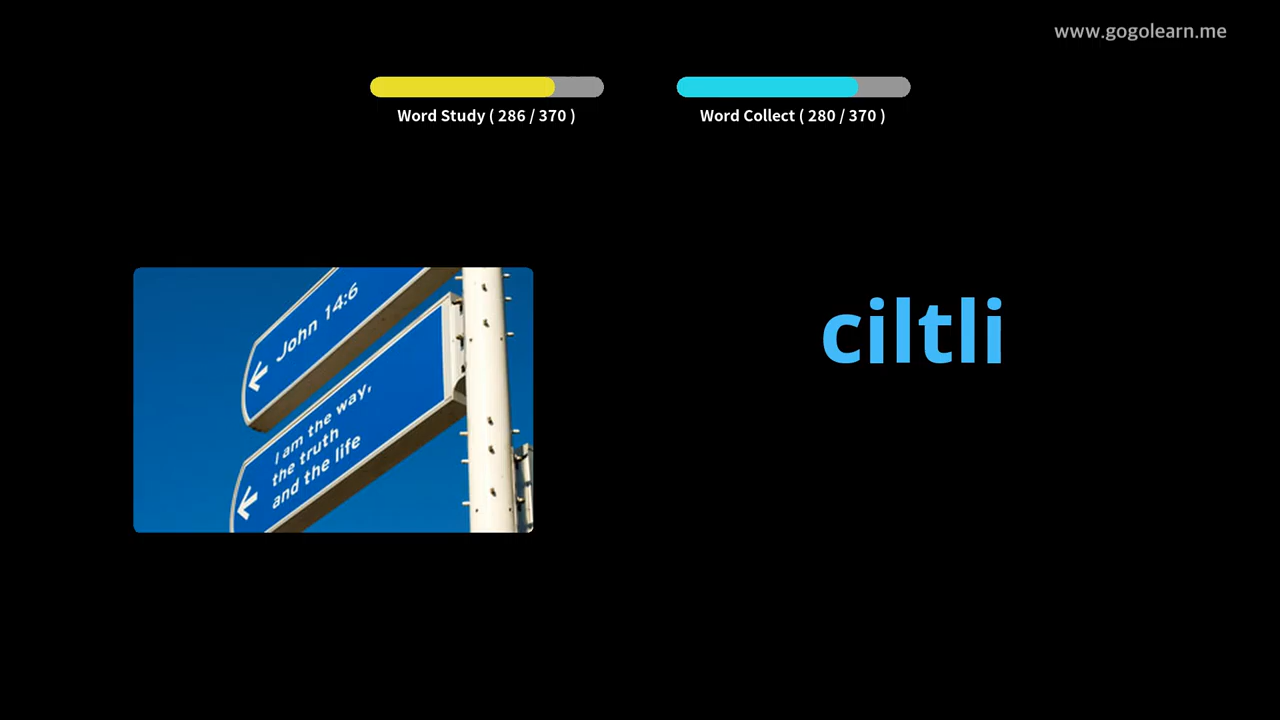 www.gogolearn.me
Word Study ( 286 / 370 )
Word Collect ( 280 / 370 )
John 14:6
I am the way,
the truth
and the life
ciltli